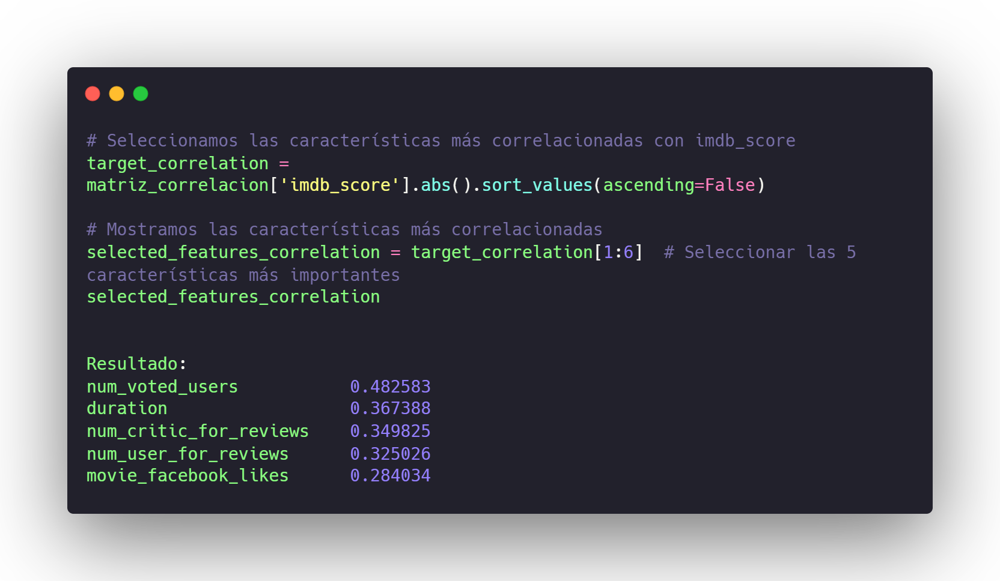 # Seleccionamos las características más correlacionadas con imdb_score
target_correlation =
matriz_correlacion['imdb_score'].abs().sort_values(ascending=False)
# Mostramos las características más correlacionadas
selected_features_correlation = target_correlation[1:6]  # Seleccionar las 5
características más importantes
selected_features_correlation
Resultado:
num_voted_users           0.482583
duration                  0.367388
num_critic_for_reviews    0.349825
num_user_for_reviews      0.325026
movie_facebook_likes      0.284034